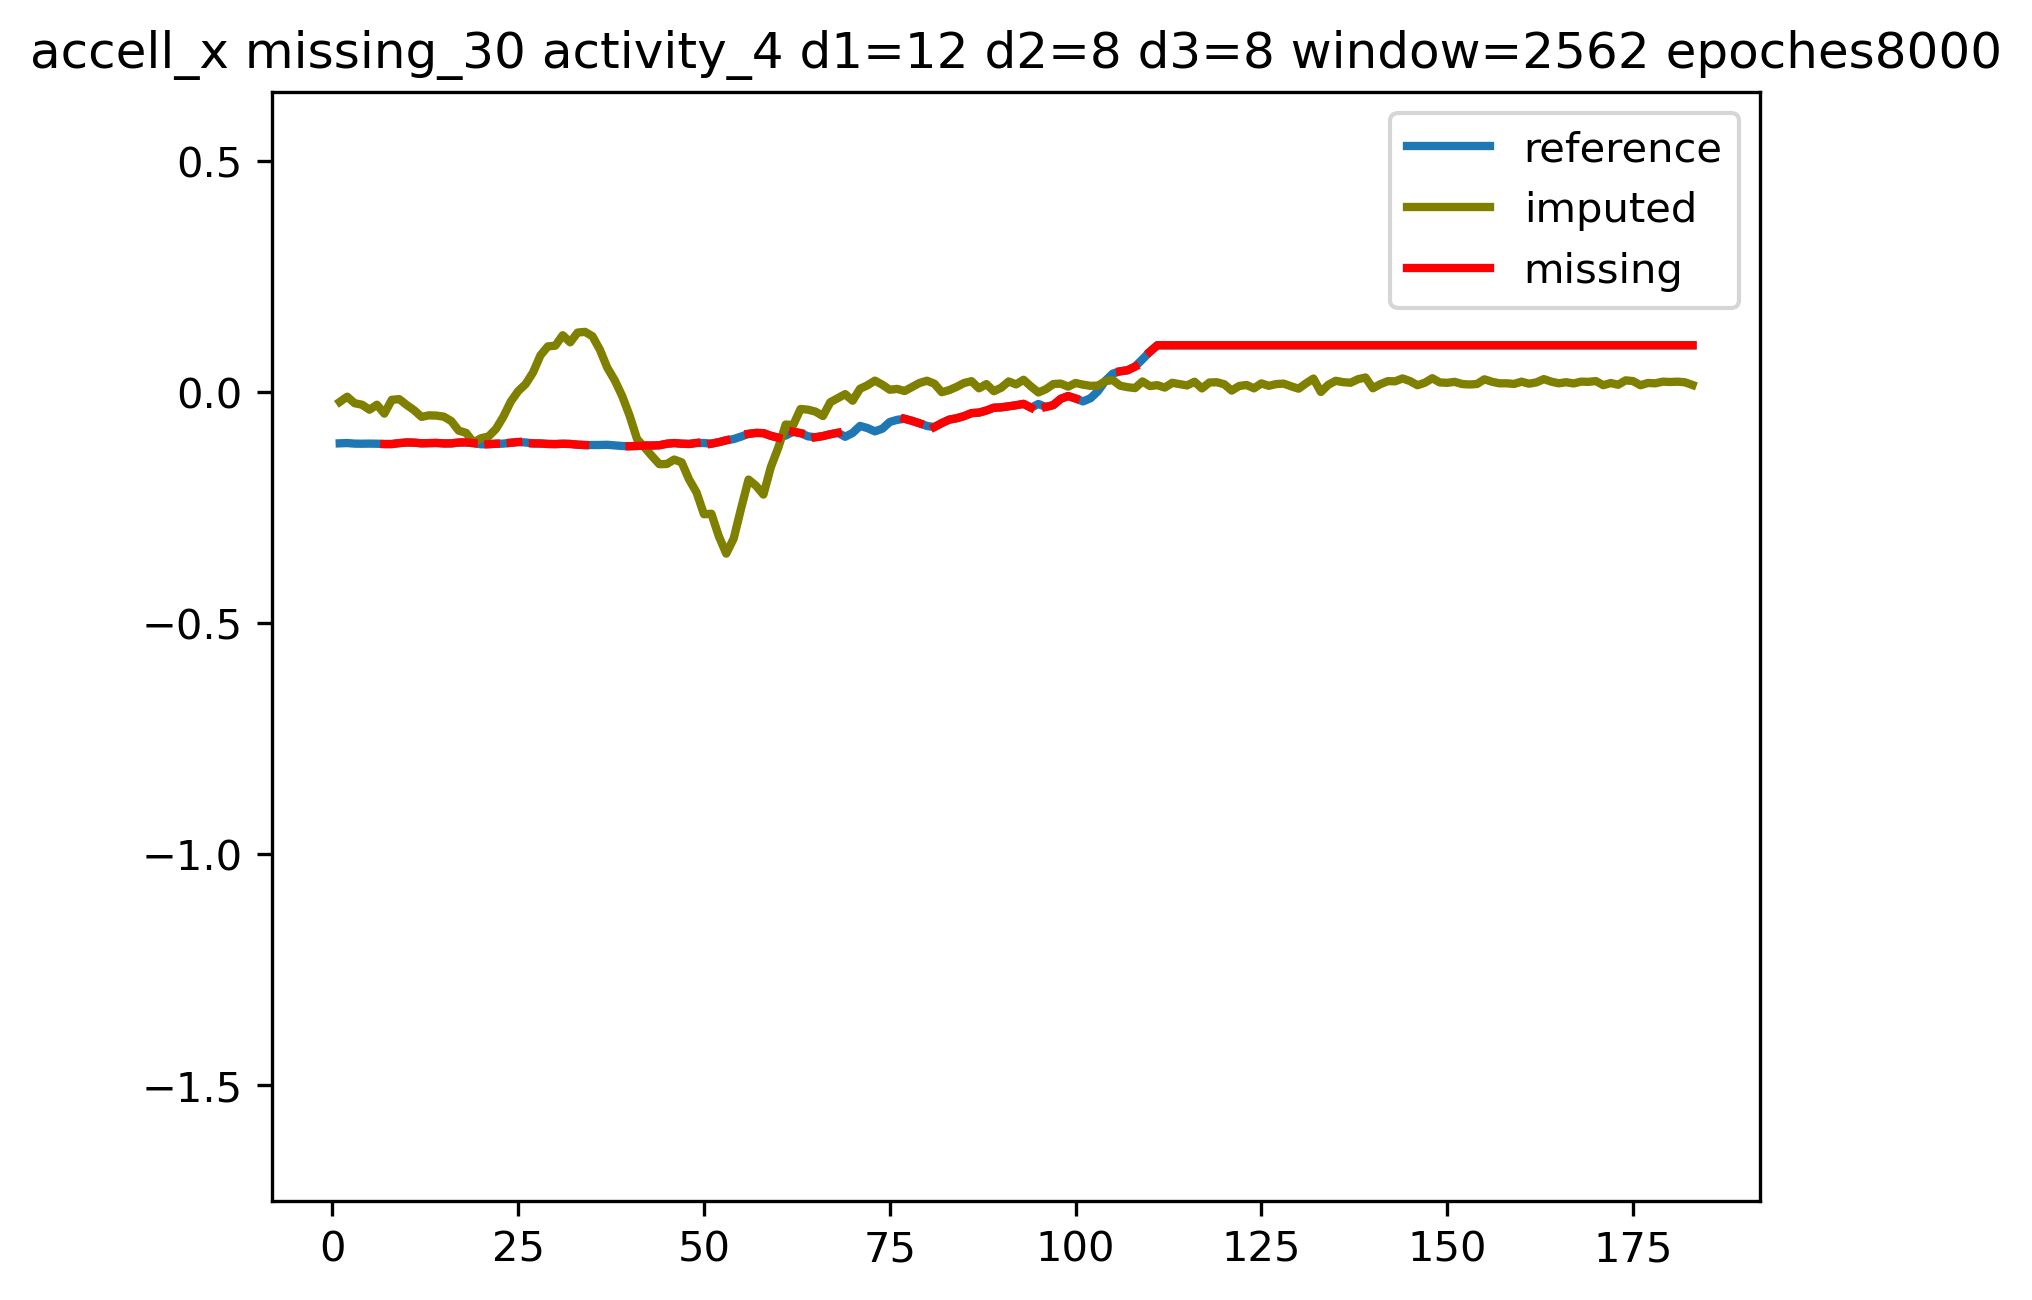 accell_x missing_30 activity_4 d1=12 d2=8 d3=8 window=2562 epoches8000
reference
imputed
missing
0.5
0.0
−0.5
−1.0
−1.5
0 25 50 75 100 125 150 175